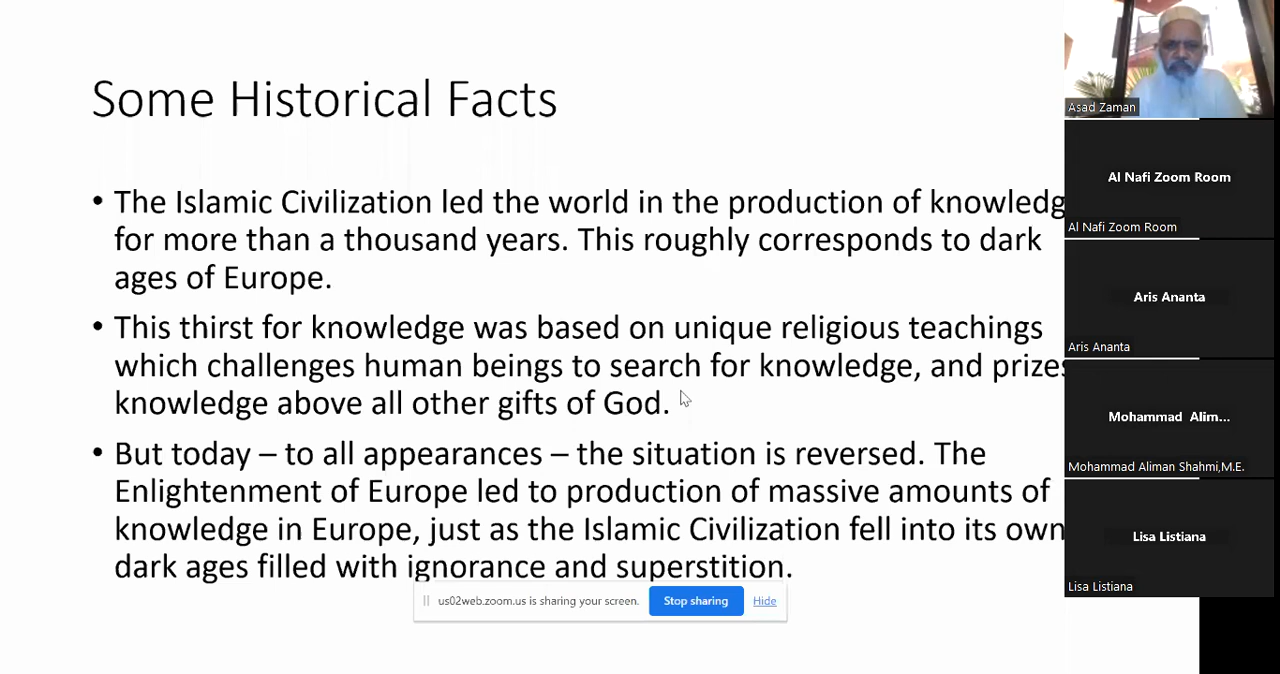 Some Historical Facts
• The Islamic Civilization led the world in the production of knowledg
for more than a thousand years. This roughly corresponds to dark
ages of Europe.
• This thirst for knowledge was based on unique religious teachings
which challenges human beings to search for knowledge, and prizes
knowledge above all other gifts of God.
• But today – to all appearances – the situation is reversed. The
Enlightenment of Europe led to production of massive amounts of
knowledge in Europe, just as the Islamic Civilization fell into its own
dark ages filled with ignorance and superstition.
us02web.zoom.us is sharing your screen.
Stop sharing
Hide
Asad Zaman
Al Nafi Zoom Room
Al Nafi Zoom Room
Aris Ananta
Aris Ananta
Mohammad Alim...
Mohammad Aliman Shahmi,M.E.
Lisa Listiana
Lisa Listiana